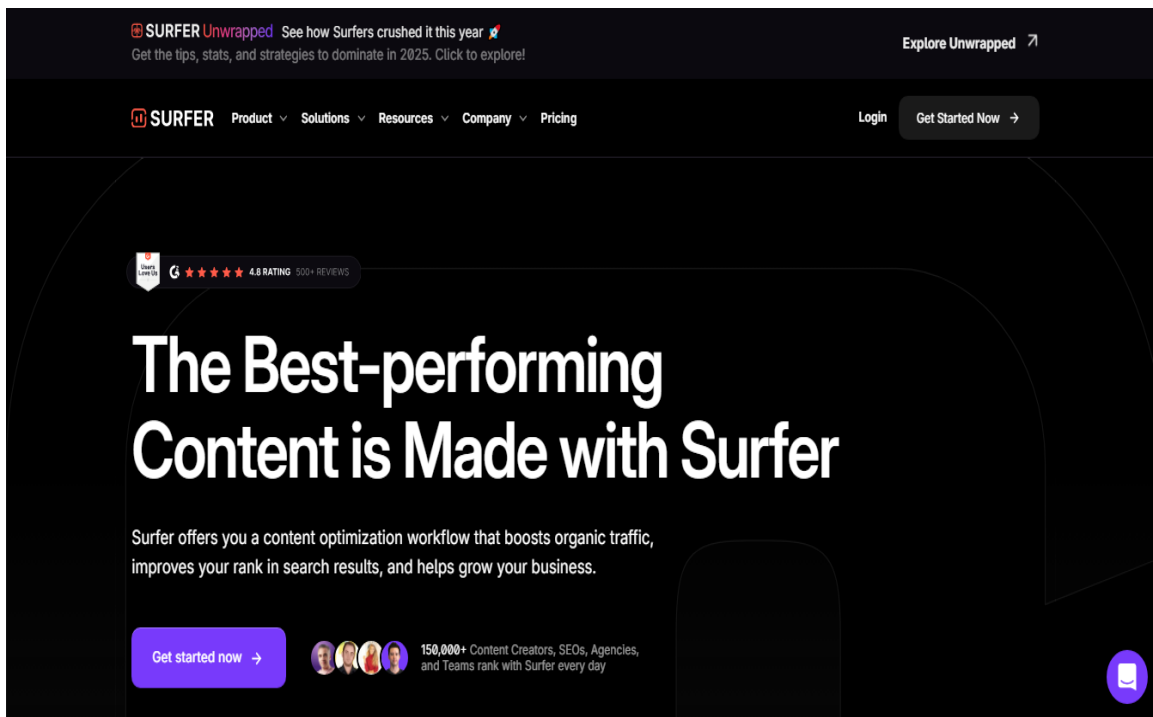 SURFER Unwrapped See how Surfers crushed it this year 🚀
Get the tips, stats, and strategies to dominate in 2025. Click to explore!
Explore Unwrapped
SURFER Product Solutions Resources Company Pricing
Login Get Started Now →
Users
Love Us
4.8 RATING 500+ REVIEWS
The Best-performing
Content is Made with Surfer
Surfer offers you a content optimization workflow that boosts organic traffic,
improves your rank in search results, and helps grow your business.
Get started now →
150,000+ Content Creators, SEOs, Agencies,
and Teams rank with Surfer every day